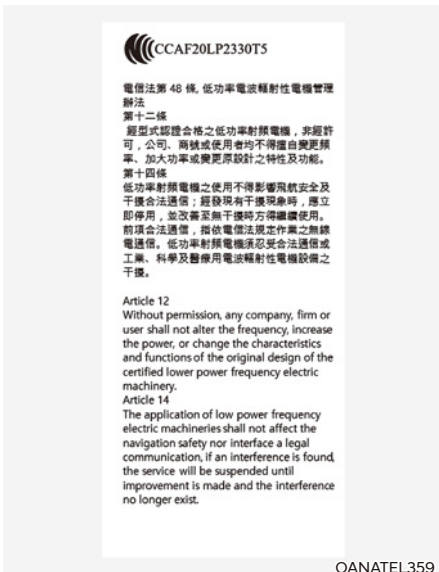 CCAF20LP2330T5
電信法第 48 條, 低功率電波輻射性電機管理
辦法
第十二條
經型式認證合格之低功率射頻電機，非經許
可，公司、商號或使用者均不得擅自變更頻
率、加大功率或變更原設計之特性及功能。
第十四條
低功率射頻電機之使用不得影響飛航安全及
干擾合法通信；經發現有干擾現象時，應立
即停用，並改善至無干擾時方得繼續使用。
前項合法通信，指依電信法規定作業之無線
電通信。低功率射頻電機須忍受合法通信或
工業、科學及醫療用電波輻射性電機設備之
干擾。
Article 12
Without permission, any company, firm or
user shall not alter the frequency, increase
the power, or change the characteristics
and functions of the original design of the
certified lower power frequency electric
machinery.
Article 14
The application of low power frequency
electric machineries shall not affect the
navigation safety nor interface a legal
communication, if an interference is found,
the service will be suspended until
improvement is made and the interference
no longer exist.
OANATEL359